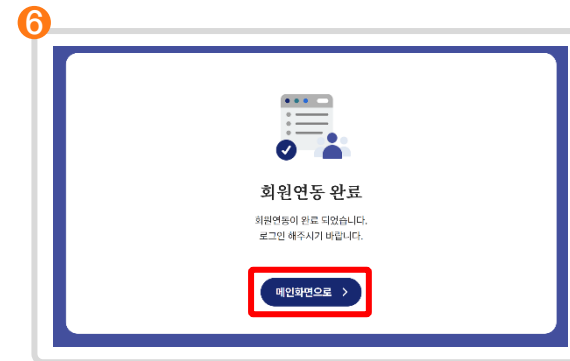 6
회원연동 완료
회원연동이 완료 되었습니다.
로그인 해주시기 바랍니다.
메인화면으로 >